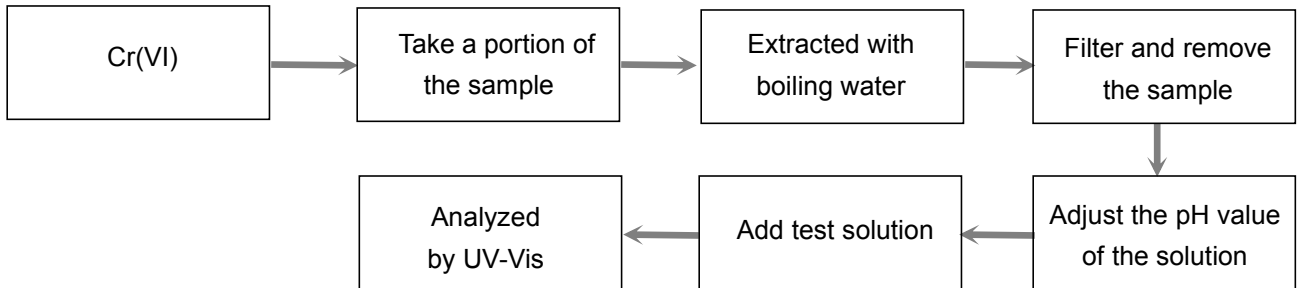 Cr(VI)
Take a portion of
the sample
Extracted with
boiling water
Filter and remove
the sample
Adjust the pH value
of the solution
Add test solution
Analyzed
by UV-Vis